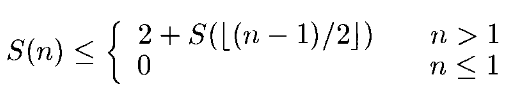 S(n) ≤ { 2 + S(⌊(n − 1)/2⌋) n > 1
0 n ≤ 1